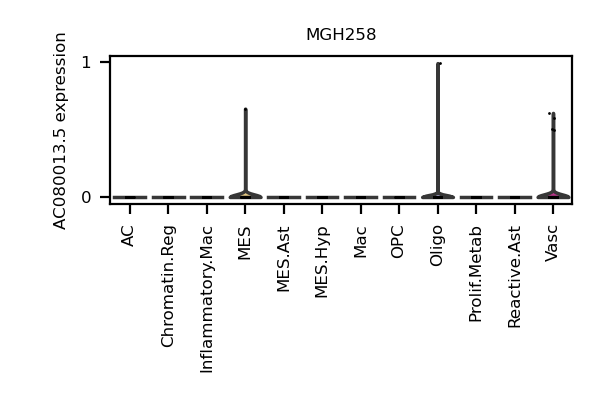 MGH258
AC080013.5 expression
1
0
AC
Chromatin.Reg
Inflammatory.Mac
MES
MES.Ast
MES.Hyp
Mac
OPC
Oligo
Prolif.Metab
Reactive.Ast
Vasc